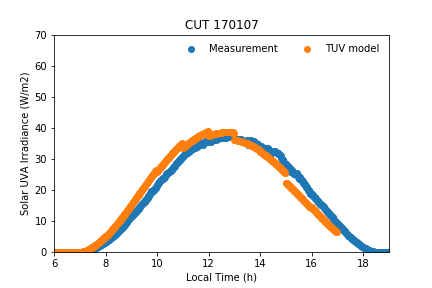 CUT 170107
Measurement
TUV model
Solar UVA Irradiance (W/m2)
70
60
50
40
30
20
10
0
6 8 10 12 14 16 18
Local Time (h)